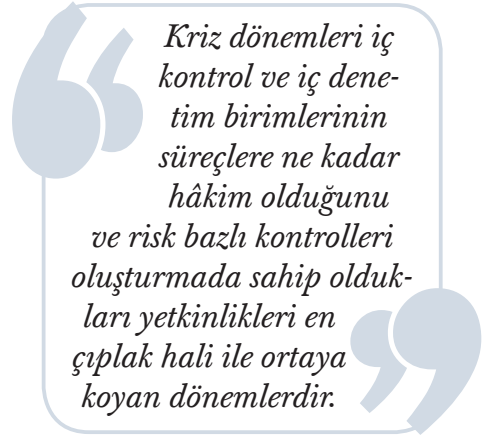 Kriz dönemleri iç
kontrol ve iç dene-
tim birimlerinin
süreçlere ne kadar
hâkim olduğunu
ve risk bazlı kontrolleri
oluşturmada sahip olduk-
ları yetkinlikleri en
çıplak hali ile ortaya
koyan dönemlerdir.